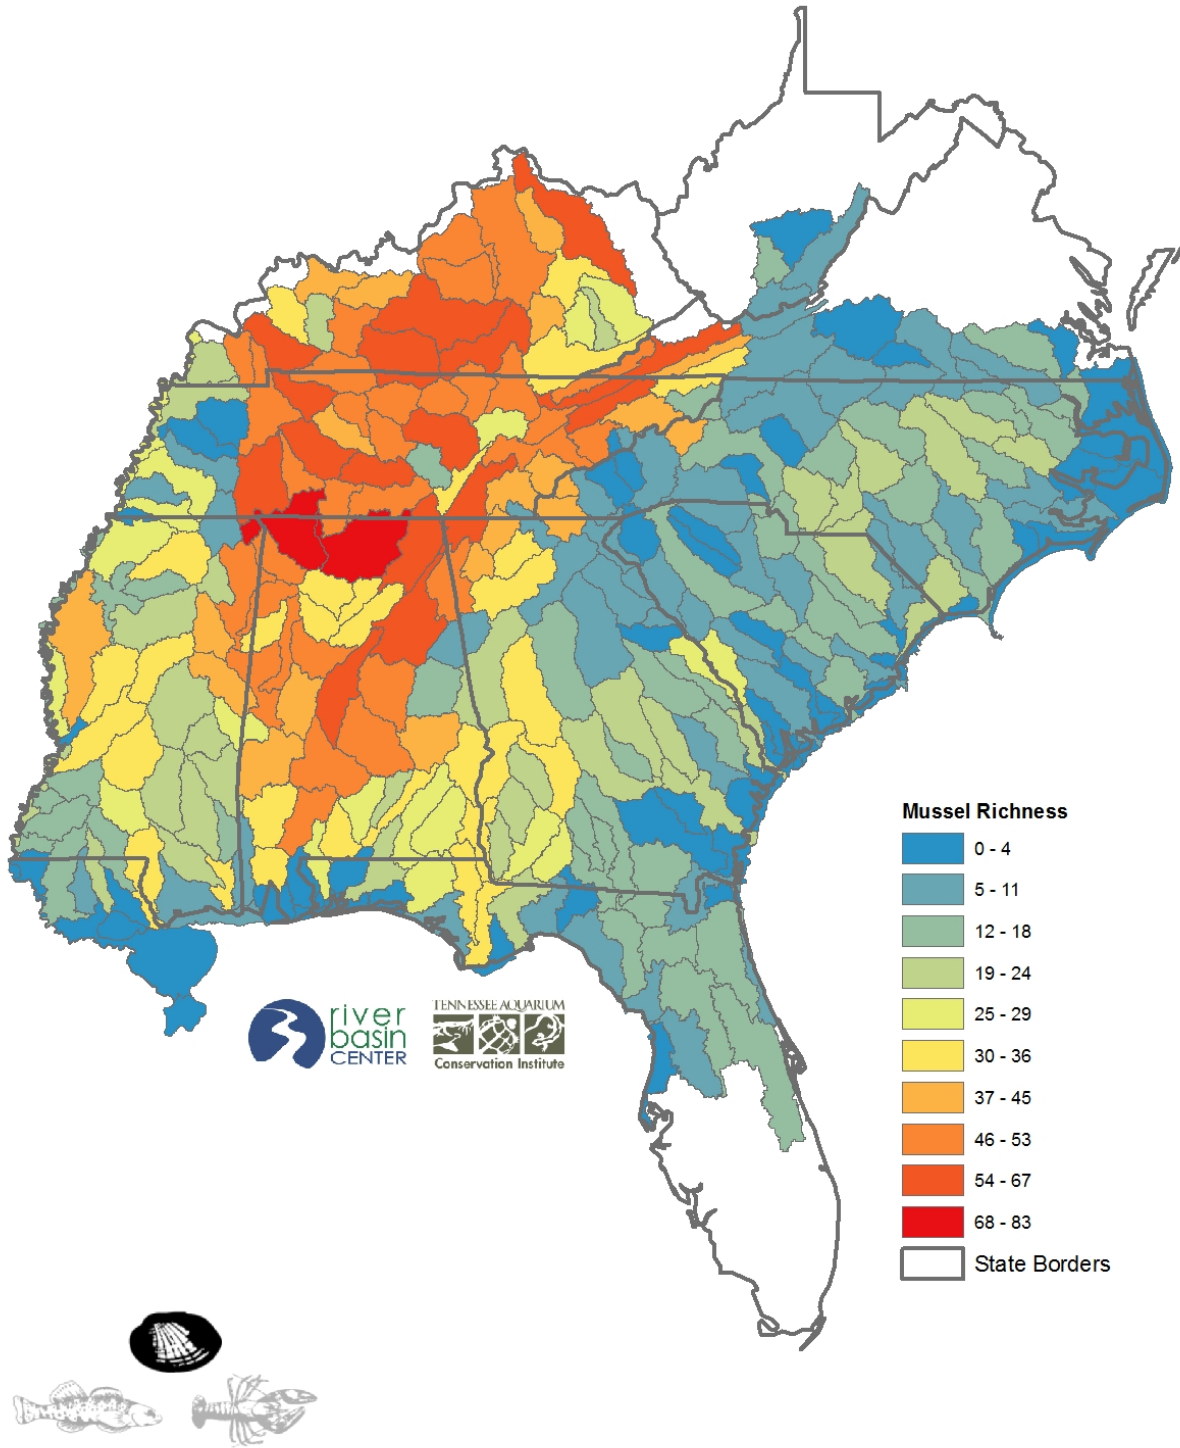 Mussel Richness
0 - 4
5 - 11
12 - 18
19 - 24
25 - 29
30 - 36
37 - 45
46 - 53
54 - 67
68 - 83
State Borders
river
basin
CENTER
TENNESSEE AQUARIUM
Conservation Institute